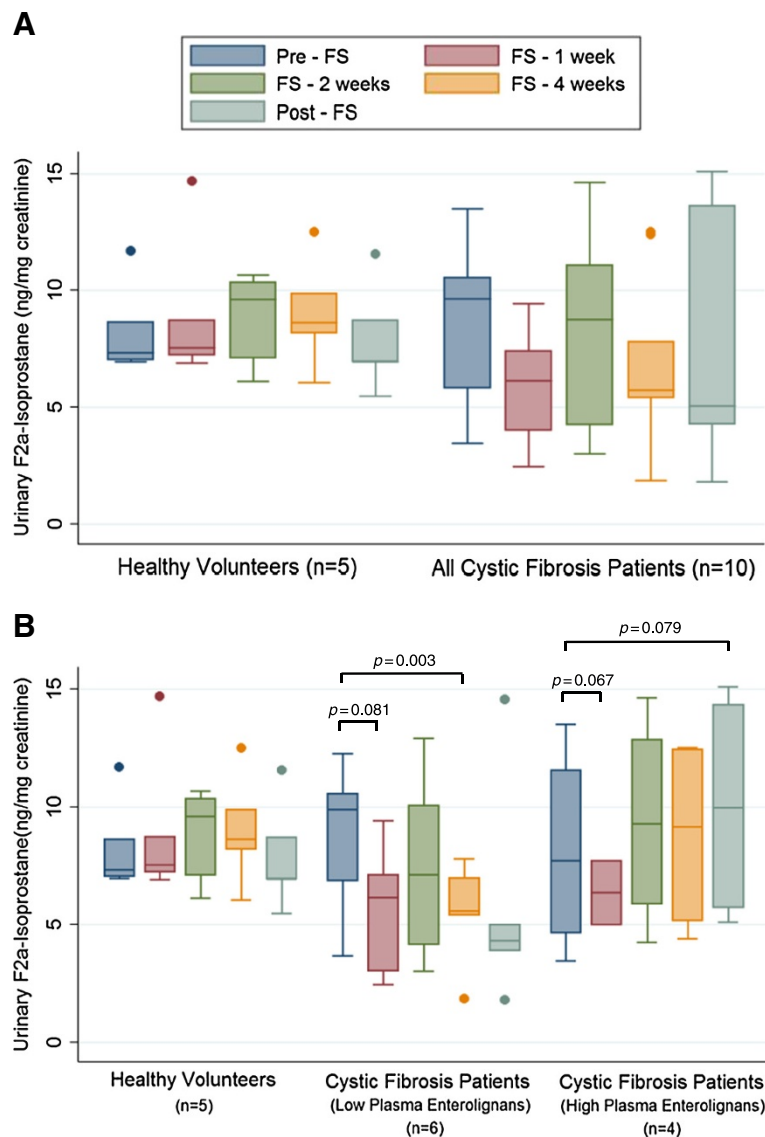 A
Pre - FS
FS - 1 week
FS - 2 weeks
FS - 4 weeks
Post - FS
Urinary F2a-Isoprostane (ng/mg creatinine)
15
10
5
0
Healthy Volunteers (n=5)
All Cystic Fibrosis Patients (n=10)
B
p=0.079
p=0.003
p=0.067
p=0.081
Urinary F2a-Isoprostane(ng/mg creatinine)
15
10
5
0
Healthy Volunteers
(n=5)
Cystic Fibrosis Patients
(Low Plasma Enterolignans)
(n=6)
Cystic Fibrosis Patients
(High Plasma Enterolignans)
(n=4)